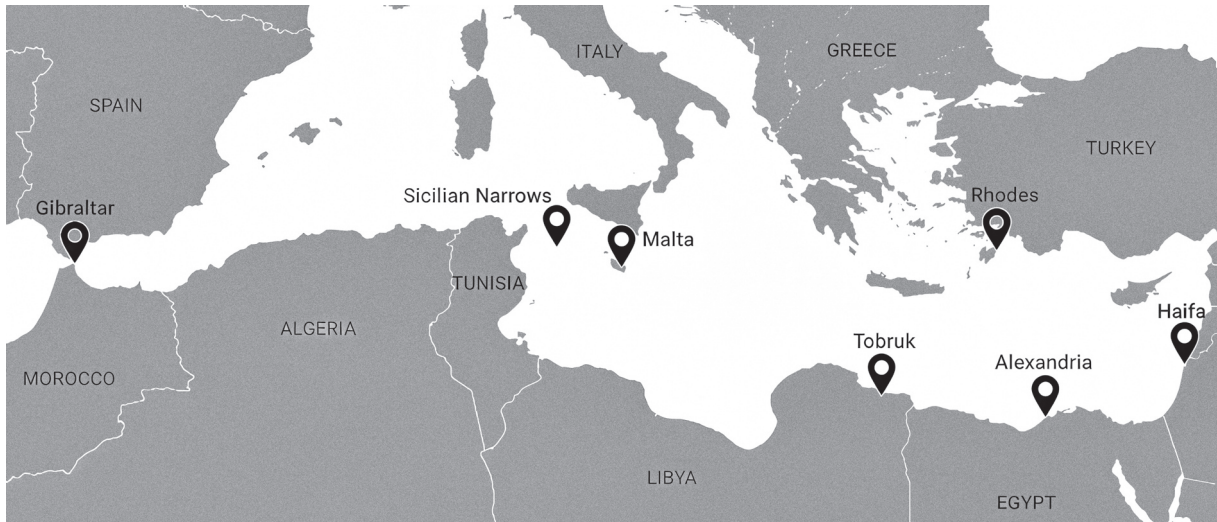 ITALY
GREECE
SPAIN
TURKEY
Sicilian Narrows
Rhodes
Gibraltar
Malta
TUNISIA
Haifa
ALGERIA
Tobruk
Alexandria
MOROCCO
LIBYA
EGYPT